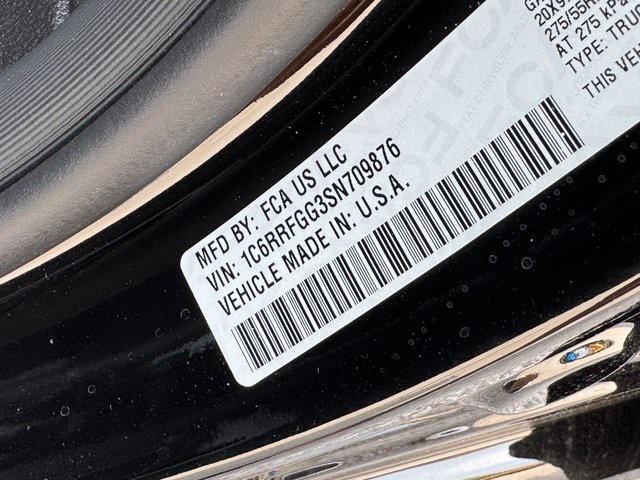 MFD BY: FCA US LLC
VIN: 1C6RRFGG3SN709876
VEHICLE MADE IN: U.S.A.
20X9
275/55R
AT 275 kPa
TYPE: TRU
THIS VEH